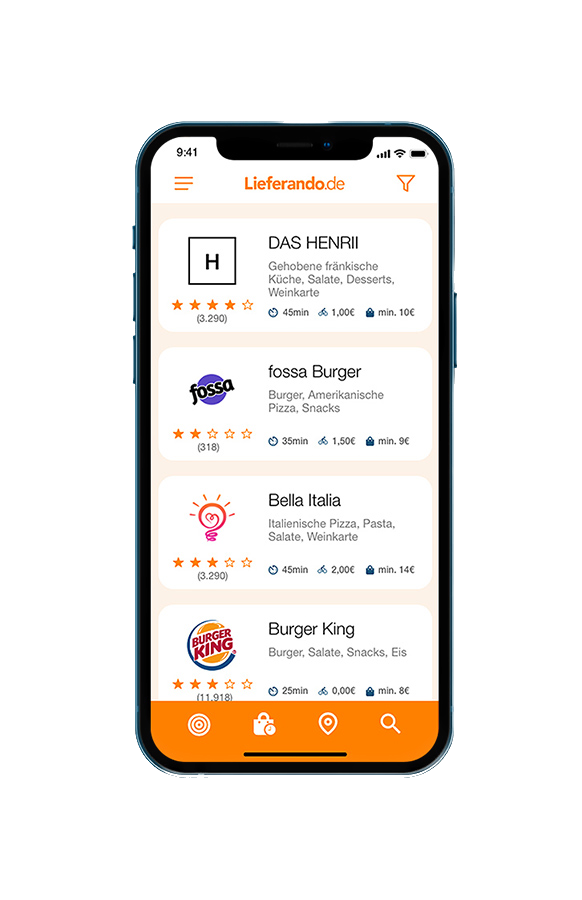 9:41
Lieferando.de
H
DAS HENRII
Gehobene fränkische
Küche, Salate, Desserts,
Weinkarte
(3.290)
45min 1,00€ min. 10€
fossa
fossa Burger
Burger, Amerikanische
Pizza, Snacks
(318)
35min 1,50€ min. 9€
Bella Italia
Italienische Pizza, Pasta,
Salate, Weinkarte
(3.290)
45min 2,00€ min. 14€
BURGER
KING
Burger King
Burger, Salate, Snacks, Eis
(11.918)
25min 0,00€ min. 8€